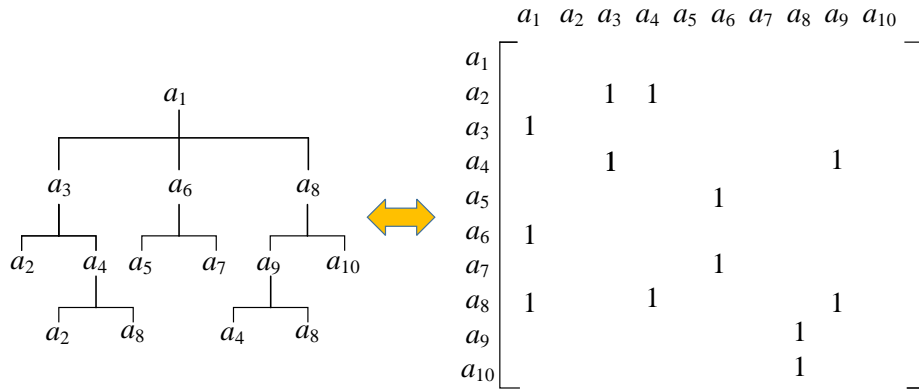 a1
a3 a6 a8
a2 a4 a5 a7 a9 a10
a2 a8 a4 a8
a1 a2 a3 a4 a5 a6 a7 a8 a9 a10
a1
a2 1 1
a3 1
a4 1 1
a5 1
a6 1
a7 1
a8 1 1 1
a9 1
a10 1